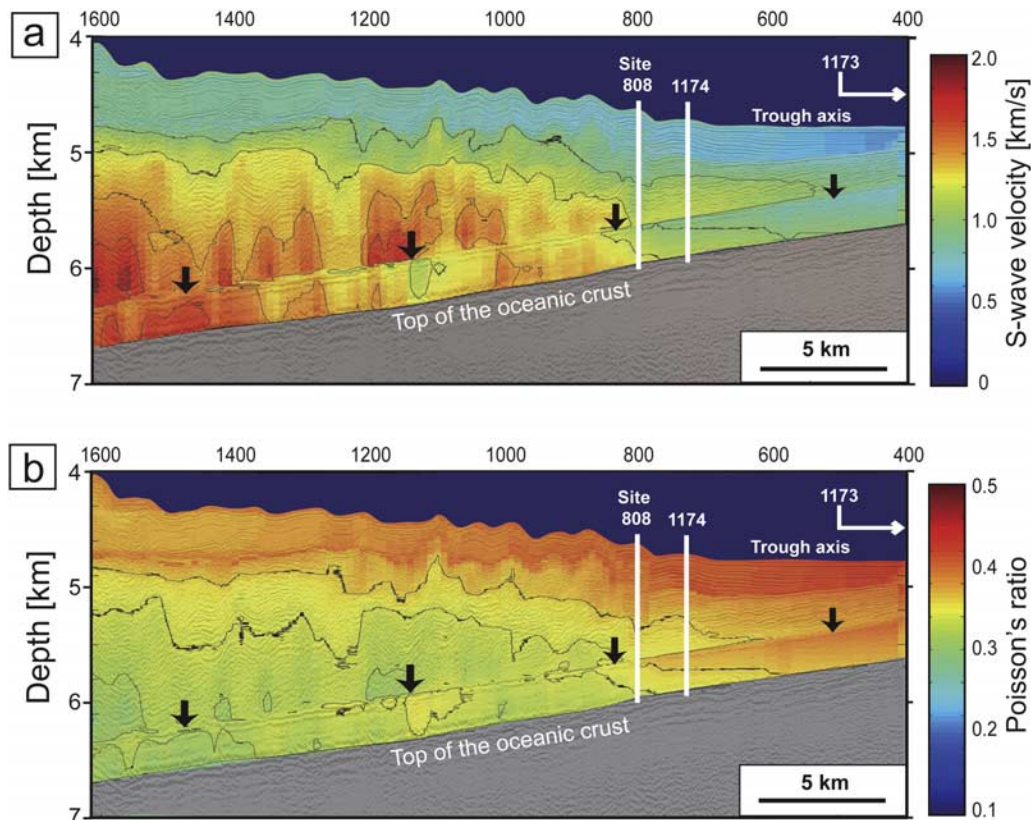 a
1600 1400 1200 1000 800 600 400
4
5
6
7
Depth [km]
Site
808
1174
1173
Trough axis
Top of the oceanic crust
5 km
2.0
1.5
1.0
0.5
0
S-wave velocity [km/s]
b
1600 1400 1200 1000 800 600 400
4
5
6
7
Depth [km]
Site
808
1174
1173
Trough axis
Top of the oceanic crust
5 km
0.5
0.4
0.3
0.2
0.1
Poisson's ratio